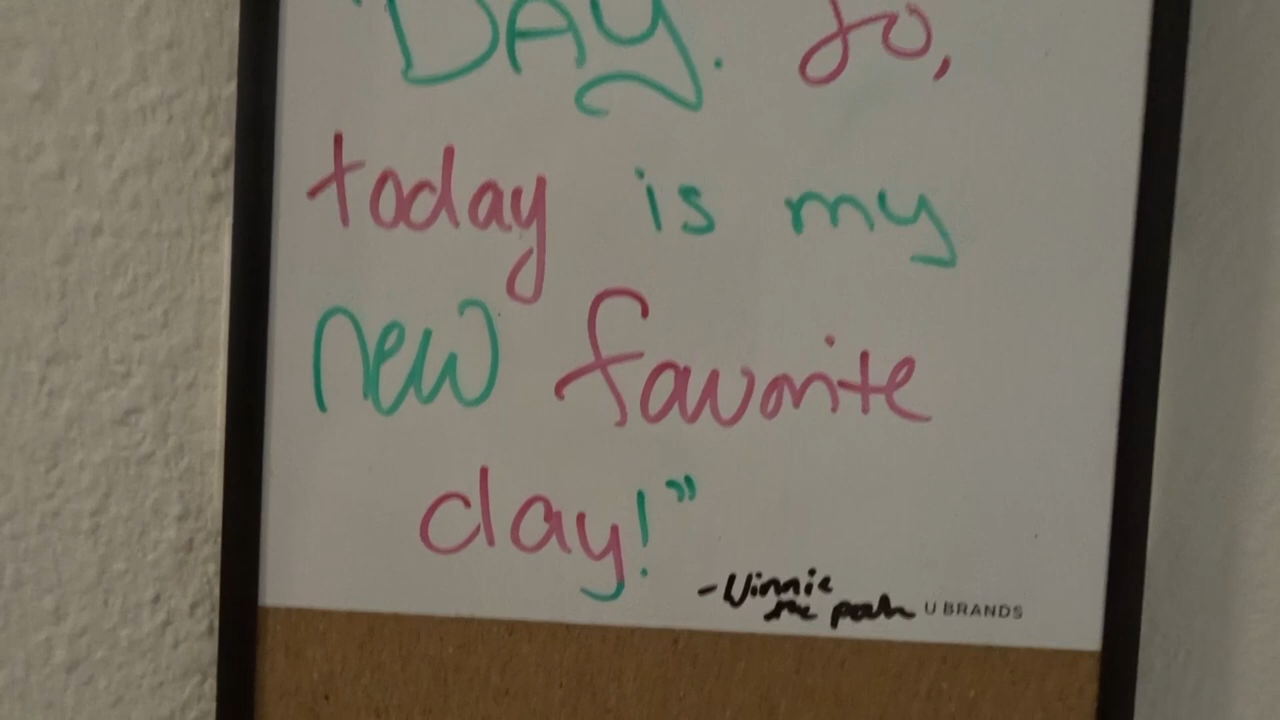 DAY. So,
today is my
new favorite
day!"
-Winnie
the pooh U BRANDS